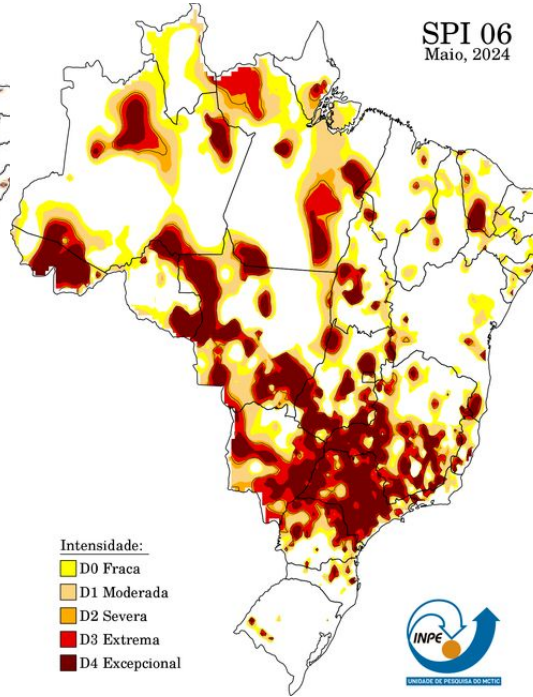 SPI 06
Maio, 2024
Intensidade:
D0 Fraca
D1 Moderada
D2 Severa
D3 Extrema
D4 Excepcional
INPE
UNIDADE DE PESQUISA DO MCTIC